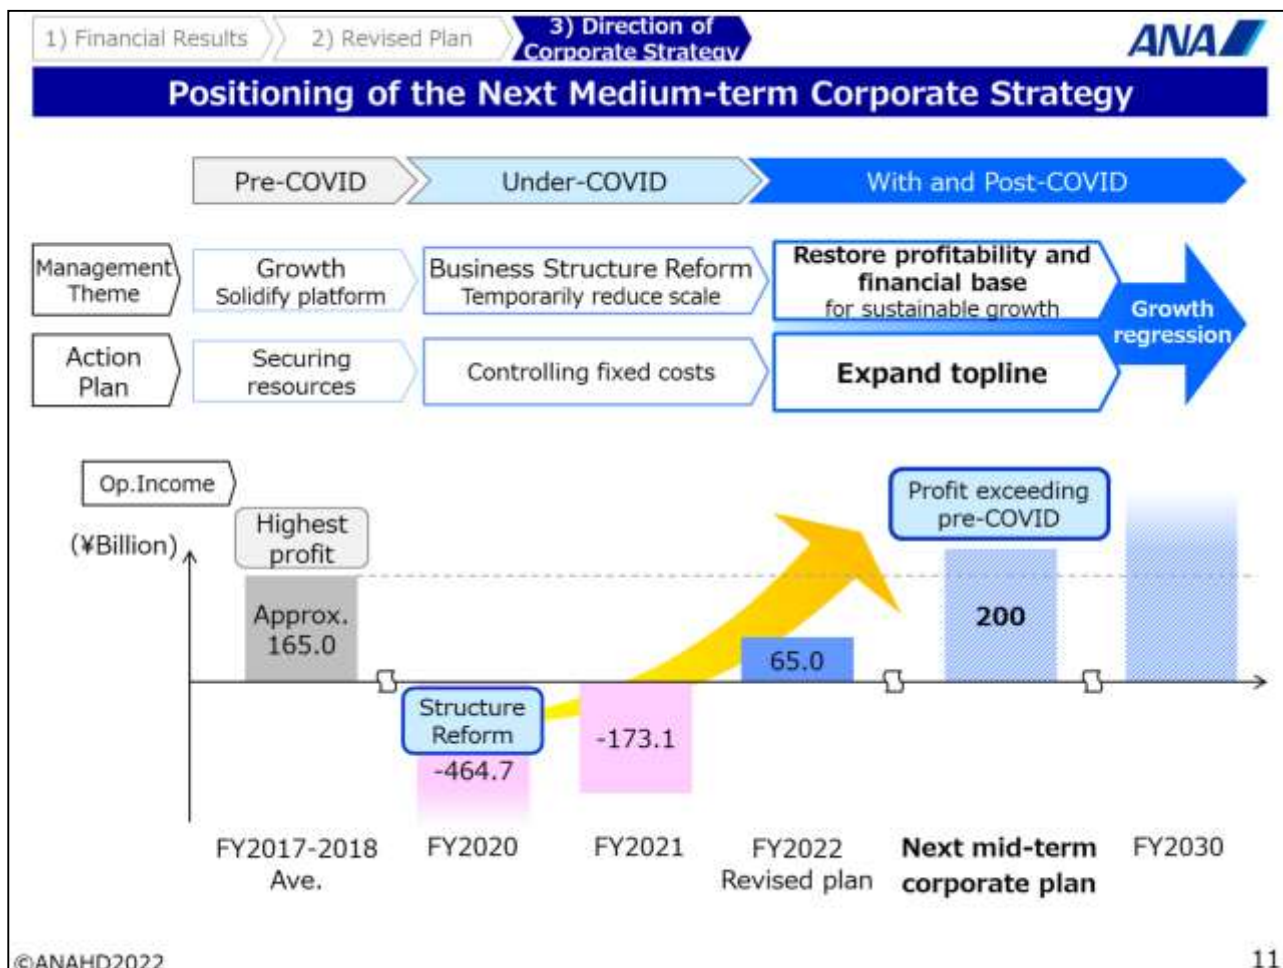 1) Financial Results
2) Revised Plan
3) Direction of
Corporate Strategy
ANA
Positioning of the Next Medium-term Corporate Strategy
Pre-COVID
Under-COVID
With and Post-COVID
Management
Theme
Growth
Solidify platform
Business Structure Reform
Temporarily reduce scale
Restore profitability and
financial base
for sustainable growth
Growth
regression
Action
Plan
Securing
resources
Controlling fixed costs
Expand topline
Op.Income
(¥Billion)
Highest
profit
Profit exceeding
pre-COVID
Approx.
165.0
200
65.0
Structure
Reform
-464.7
-173.1
FY2017-2018
Ave.
FY2020
FY2021
FY2022
Revised plan
Next mid-term
corporate plan
FY2030
©ANAHD2022
11